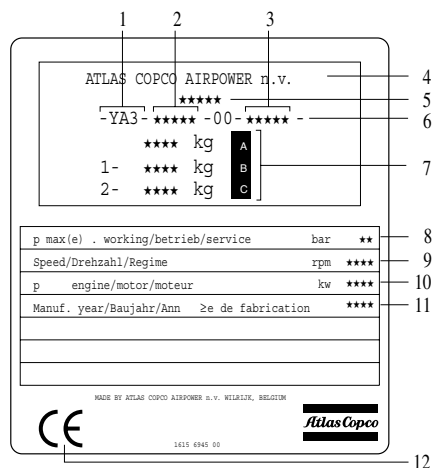 1 2 3
ATLAS COPCO AIRPOWER n.v. 4
★★★★★ 5
-YA3- ★★★★★ -00- ★★★★★ - 6
★★★★ kg A
1- ★★★★ kg B 7
2- ★★★★ kg C
p max(e) . working/betrieb/service bar ★★ 8
Speed/Drehzahl/Regime rpm ★★★★ 9
p engine/motor/moteur kw ★★★★ 10
Manuf. year/Baujahr/Ann ≥e de fabrication ★★★★ 11
MADE BY ATLAS COPCO AIRPOWER n.v. WILRIJK, BELGIUM
CE Atlas Copco
1615 6945 00
12